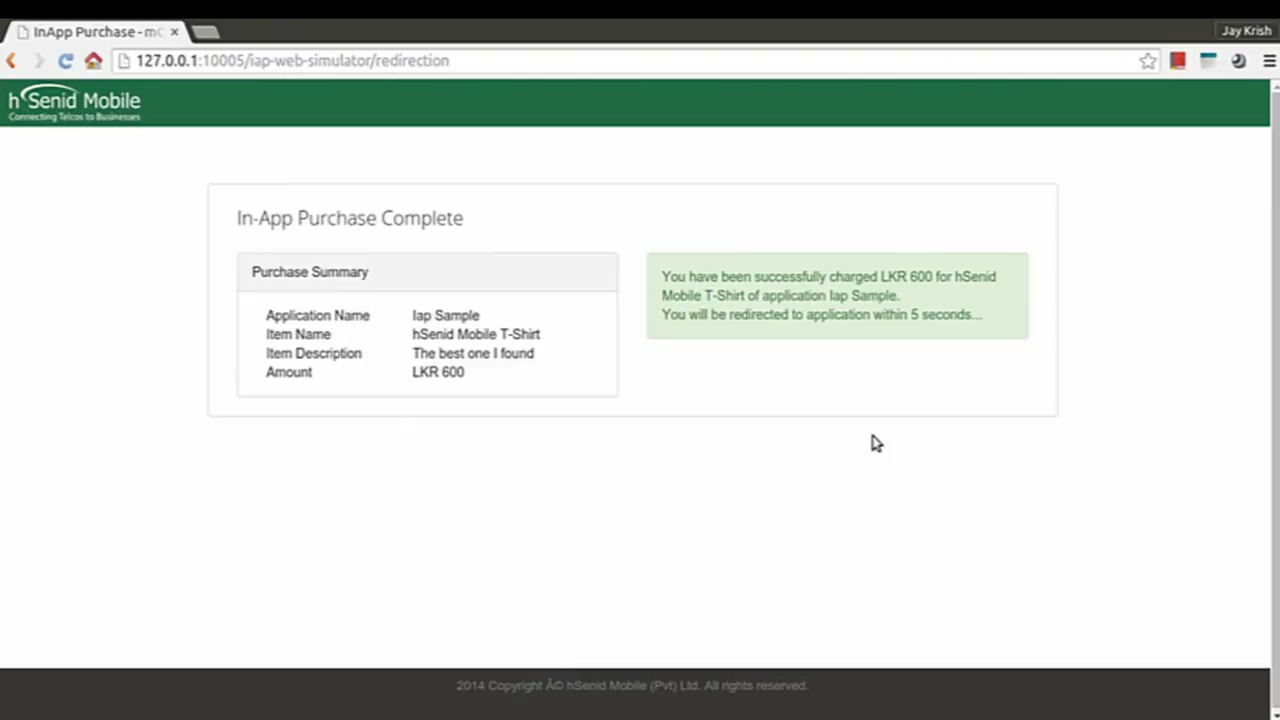 InApp Purchase - mC
Jay Krish
127.0.0.1:10005/iap-web-simulator/redirection
hSenid Mobile
Connecting Telcos to Businesses
In-App Purchase Complete
Purchase Summary
Application Name Iap Sample
Item Name hSenid Mobile T-Shirt
Item Description The best one I found
Amount LKR 600
You have been successfully charged LKR 600 for hSenid
Mobile T-Shirt of application Iap Sample.
You will be redirected to application within 5 seconds...
2014 Copyright Â© hSenid Mobile (Pvt) Ltd. All rights reserved.